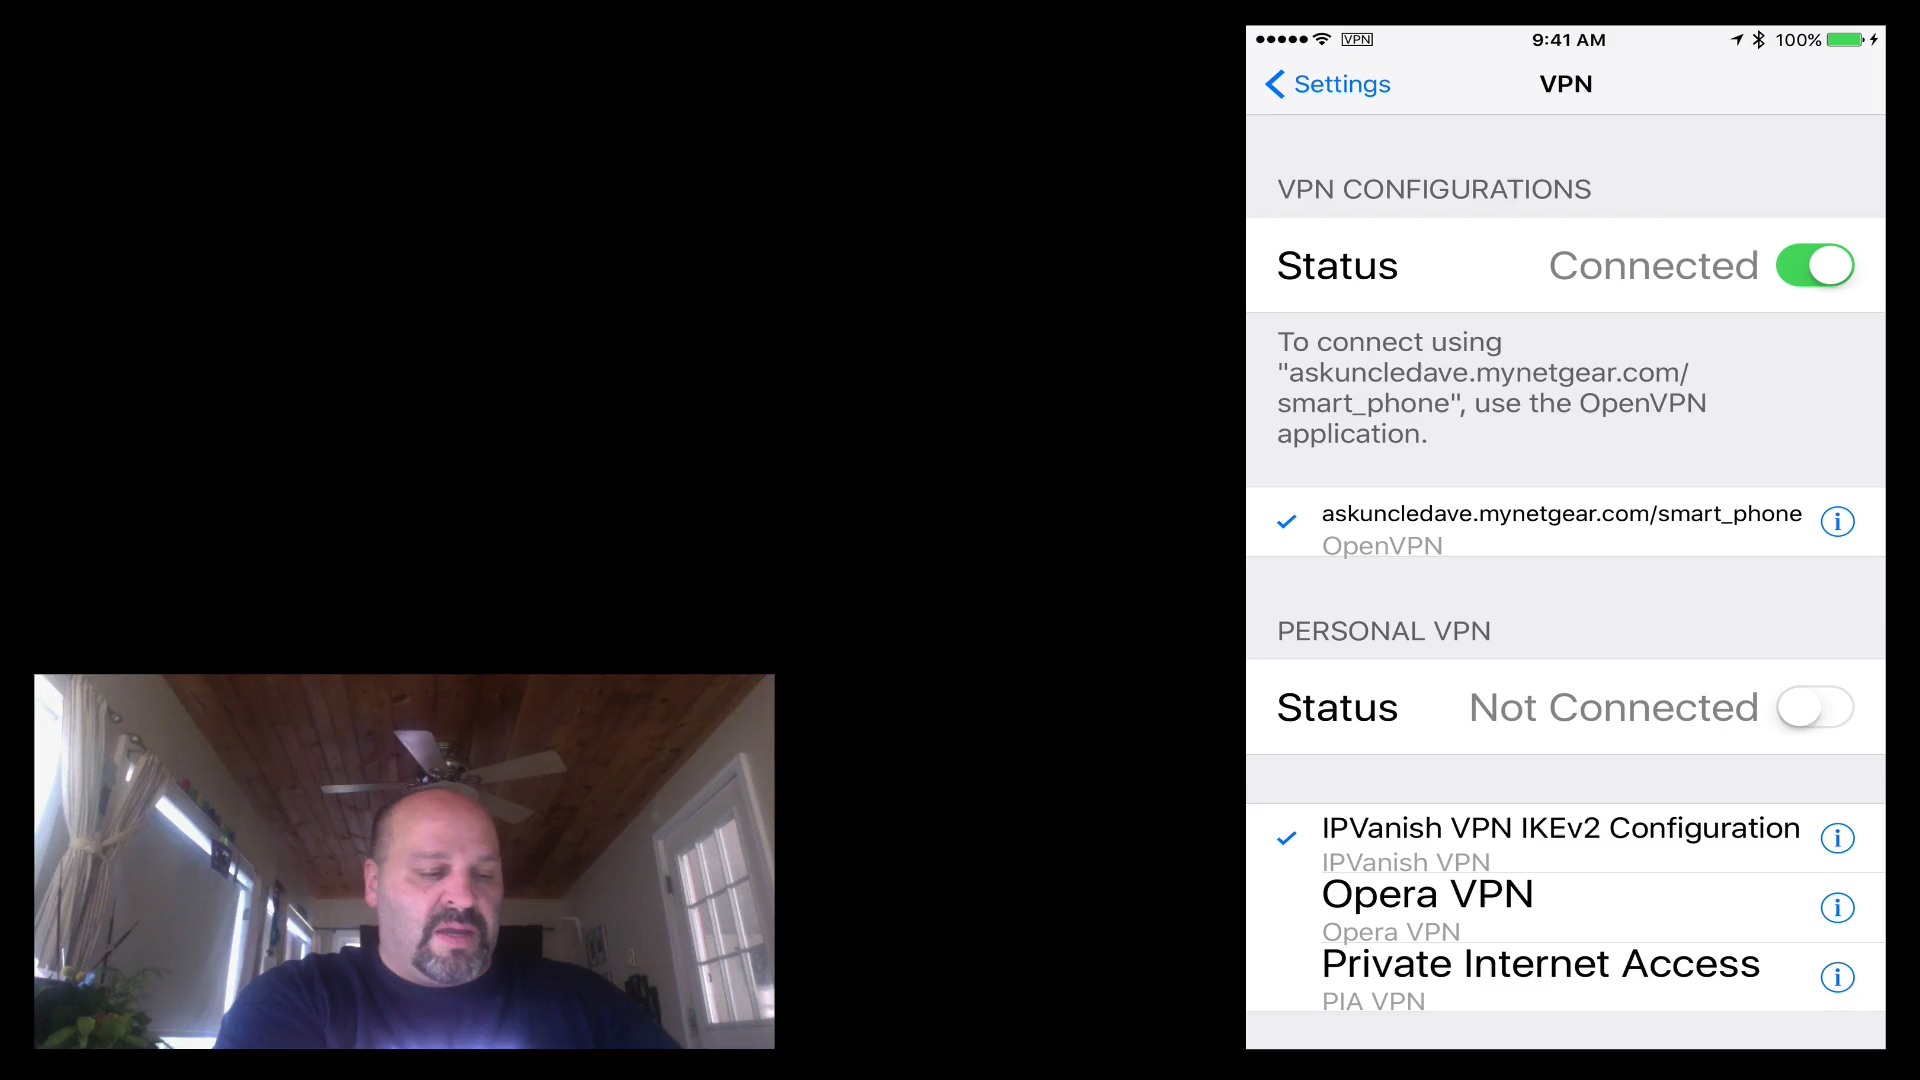 VPN
9:41 AM
100%
Settings
VPN
VPN CONFIGURATIONS
Status
Connected
To connect using
"askuncledave.mynetgear.com/
smart_phone", use the OpenVPN
application.
askuncledave.mynetgear.com/smart_phone
OpenVPN
PERSONAL VPN
Status
Not Connected
IPVanish VPN IKEv2 Configuration
IPVanish VPN
Opera VPN
Opera VPN
Private Internet Access
PIA VPN